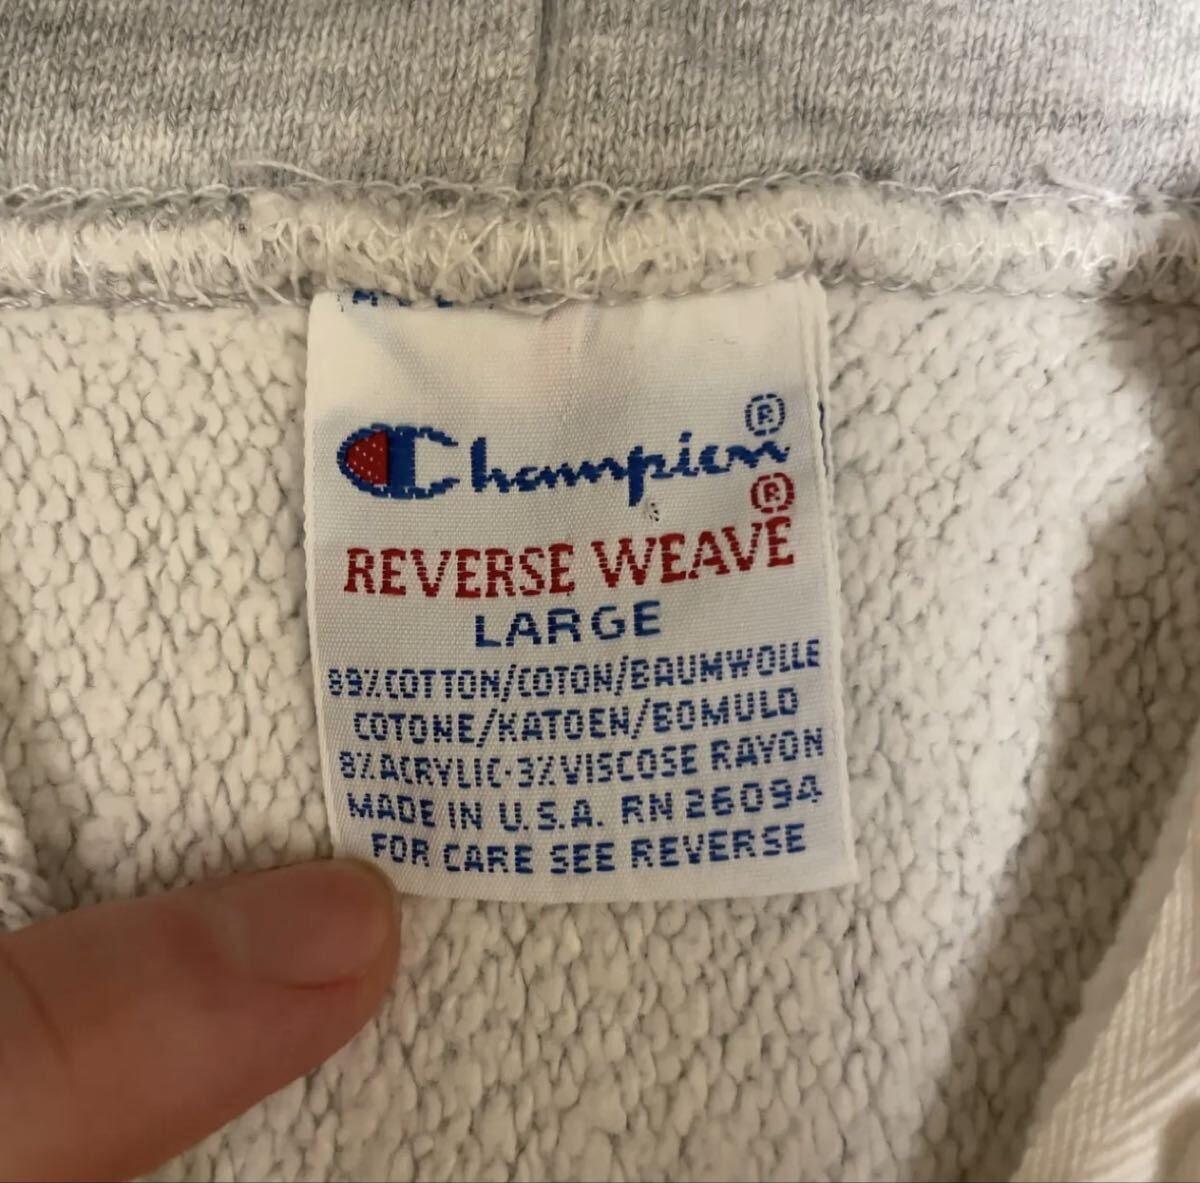 Champion®
REVERSE WEAVE®
LARGE
89%COTTON/COTON/BAUMWOLLE
COTONE/KATOEN/BOMULD
8%ACRYLIC·3%VISCOSE RAYON
MADE IN U.S.A. RN 26094
FOR CARE SEE REVERSE